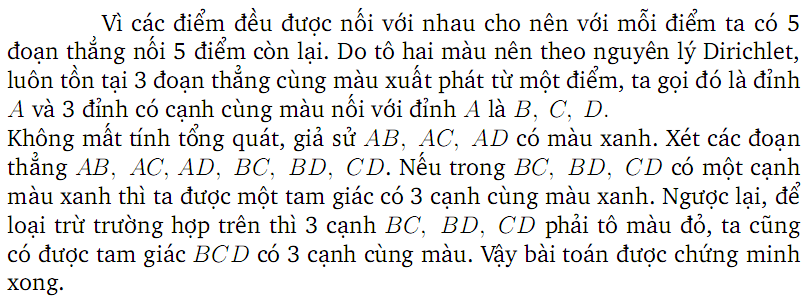 Vì các điểm đều được nối với nhau cho nên với mỗi điểm ta có 5
đoạn thẳng nối 5 điểm còn lại. Do tô hai màu nên theo nguyên lý Dirichlet,
luôn tồn tại 3 đoạn thẳng cùng màu xuất phát từ một điểm, ta gọi đó là đỉnh
A và 3 đỉnh có cạnh cùng màu nối với đỉnh A là B, C, D.
Không mất tính tổng quát, giả sử AB, AC, AD có màu xanh. Xét các đoạn
thẳng AB, AC, AD, BC, BD, CD. Nếu trong BC, BD, CD có một cạnh
màu xanh thì ta được một tam giác có 3 cạnh cùng màu xanh. Ngược lại, để
loại trừ trường hợp trên thì 3 cạnh BC, BD, CD phải tô màu đỏ, ta cũng
có được tam giác BCD có 3 cạnh cùng màu. Vậy bài toán được chứng minh
xong.